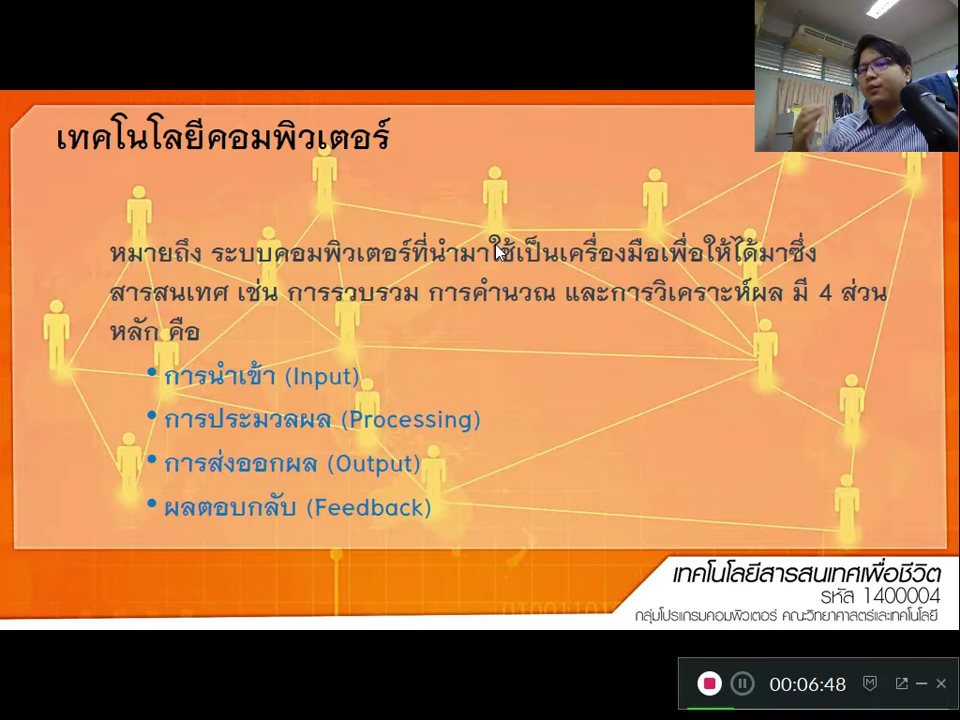 เทคโนโลยีคอมพิวเตอร์
หมายถึง ระบบคอมพิวเตอร์ที่นำมาใช้เป็นเครื่องมือเพื่อให้ได้มาซึ่ง
สารสนเทศ เช่น การรวบรวม การคำนวณ และการวิเคราะห์ผล มี 4 ส่วน
หลัก คือ
• การนำเข้า (Input)
• การประมวลผล (Processing)
• การส่งออกผล (Output)
• ผลตอบกลับ (Feedback)
เทคโนโลยีสารสนเทศเพื่อชีวิต
รหัส 1400004
กลุ่มโปรแกรมคอมพิวเตอร์ คณะวิทยาศาสตร์และเทคโนโลยี
00:06:48